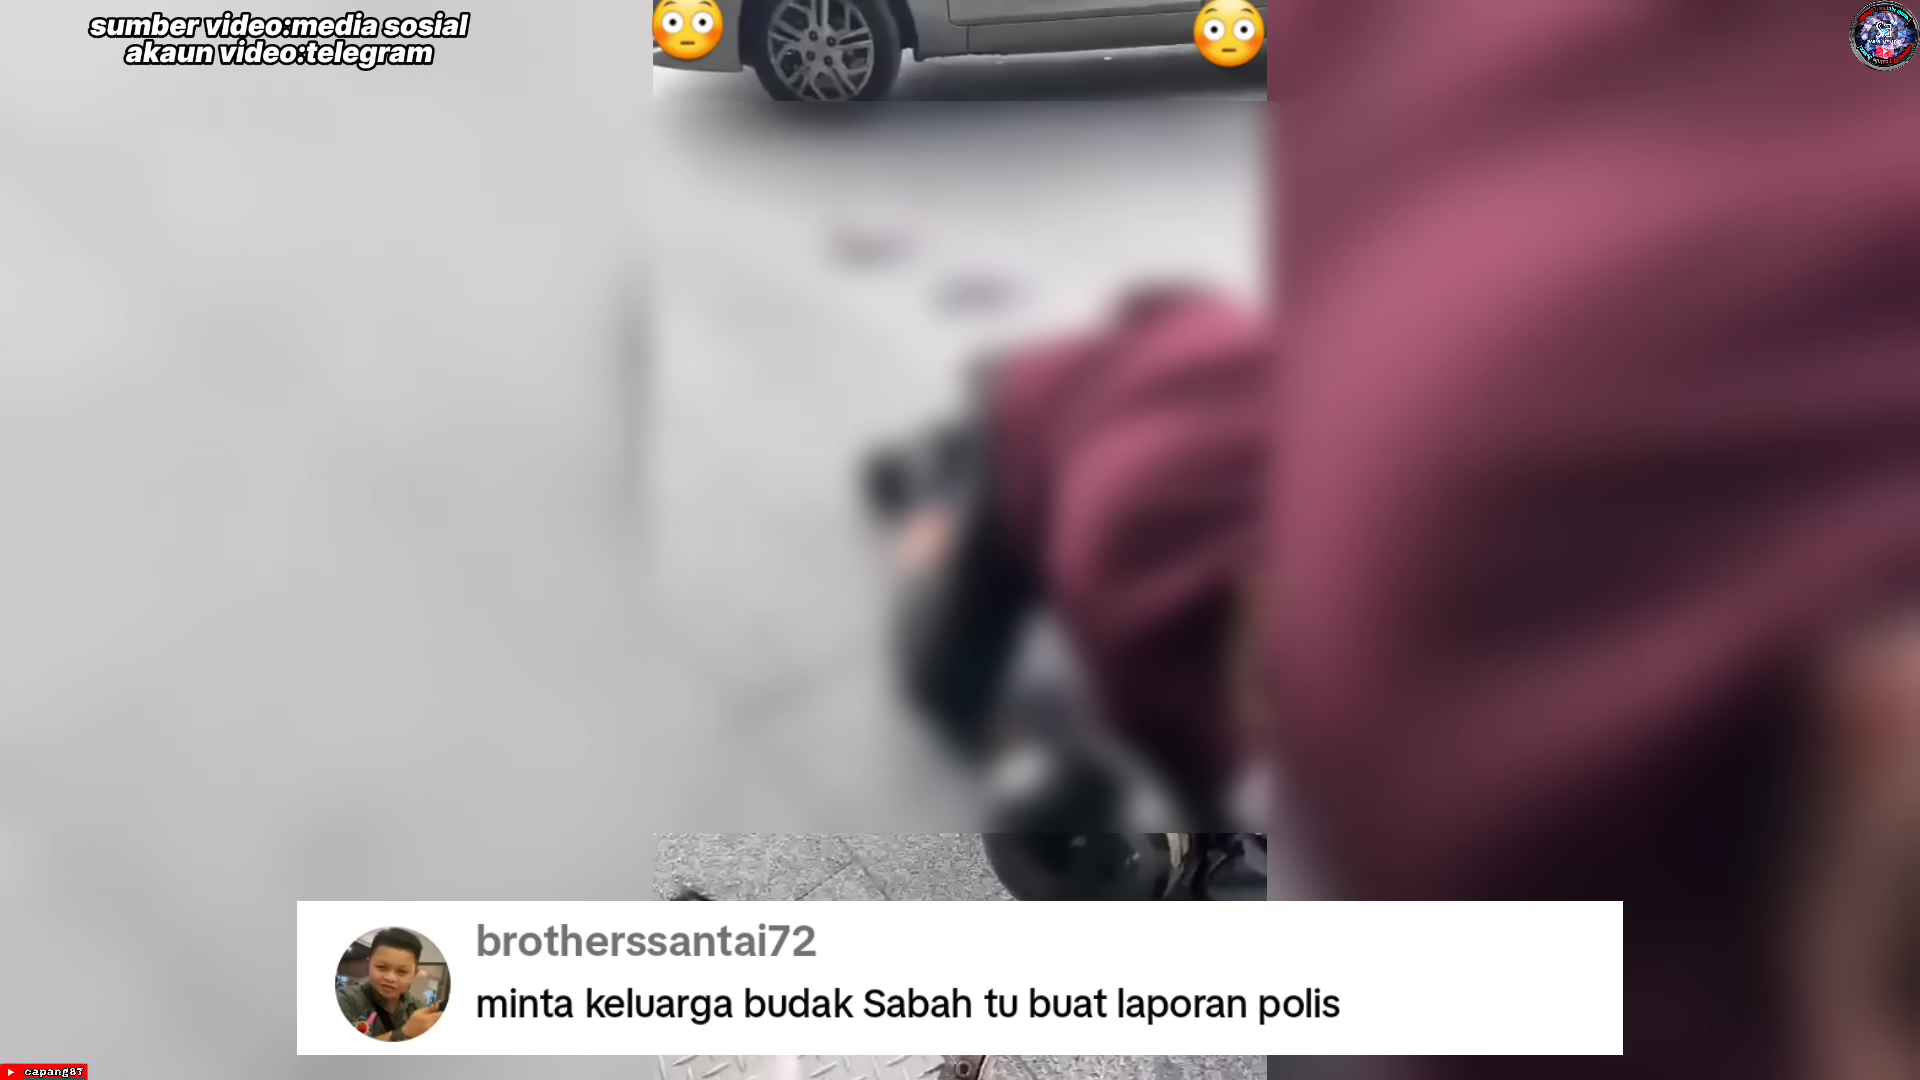 sumber video:media sosial
akaun video:telegram
brotherssantai72
minta keluarga budak Sabah tu buat laporan polis
capang87